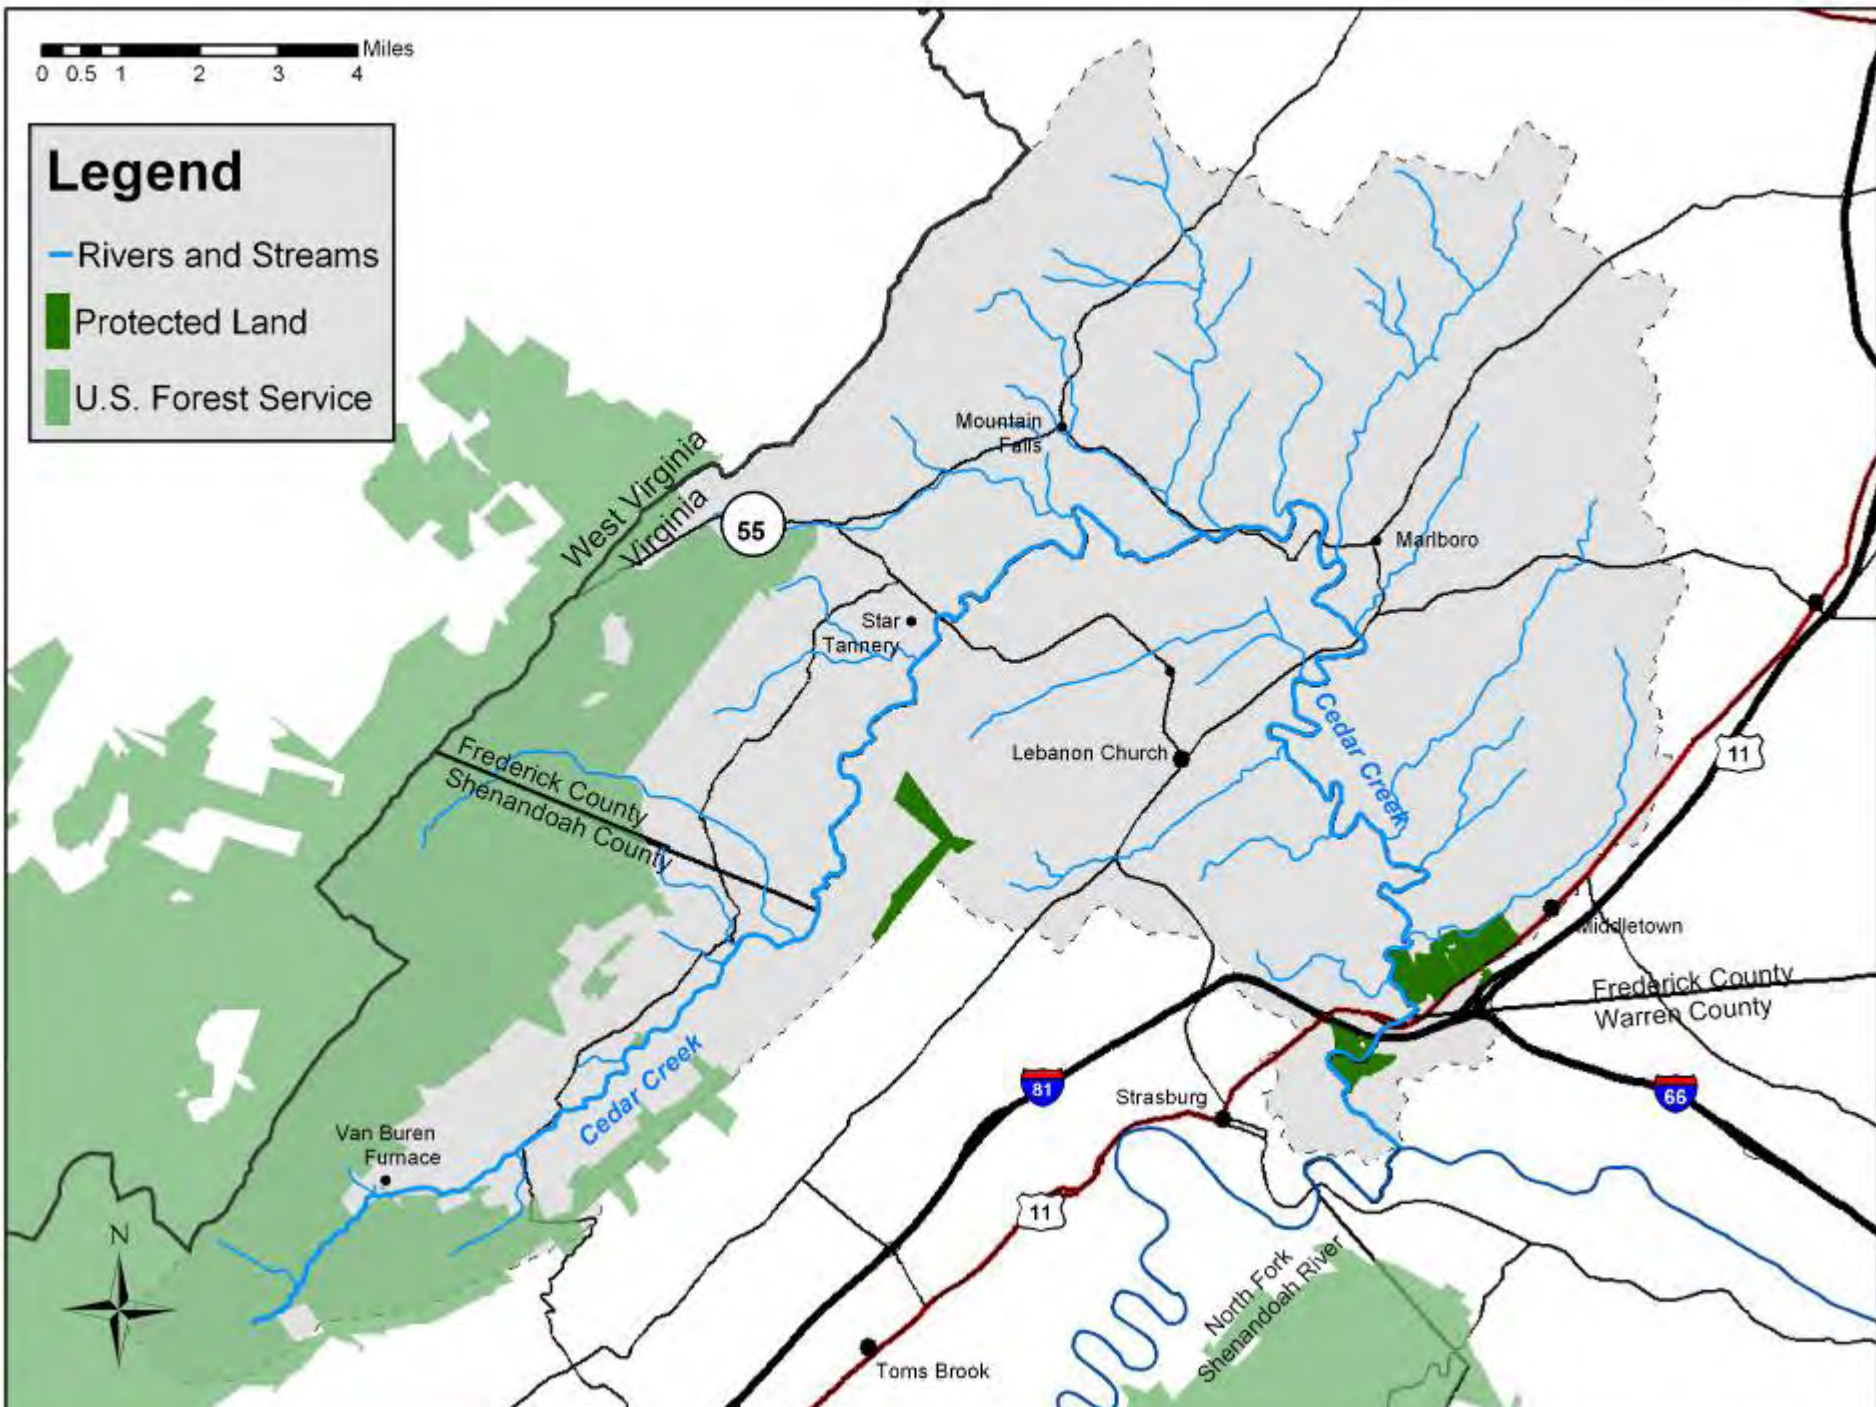 Miles
0 0.5 1 2 3 4
Legend
Rivers and Streams
Protected Land
U.S. Forest Service
West Virginia
Virginia
55
Mountain
Falls
Marlboro
Star
Tannery
Cedar Creek
Lebanon Church
11
Frederick County
Shenandoah County
Middletown
Frederick County
Warren County
81
66
Strasburg
Cedar Creek
Van Buren
Furnace
11
N
North Fork
Shenandoah River
Toms Brook